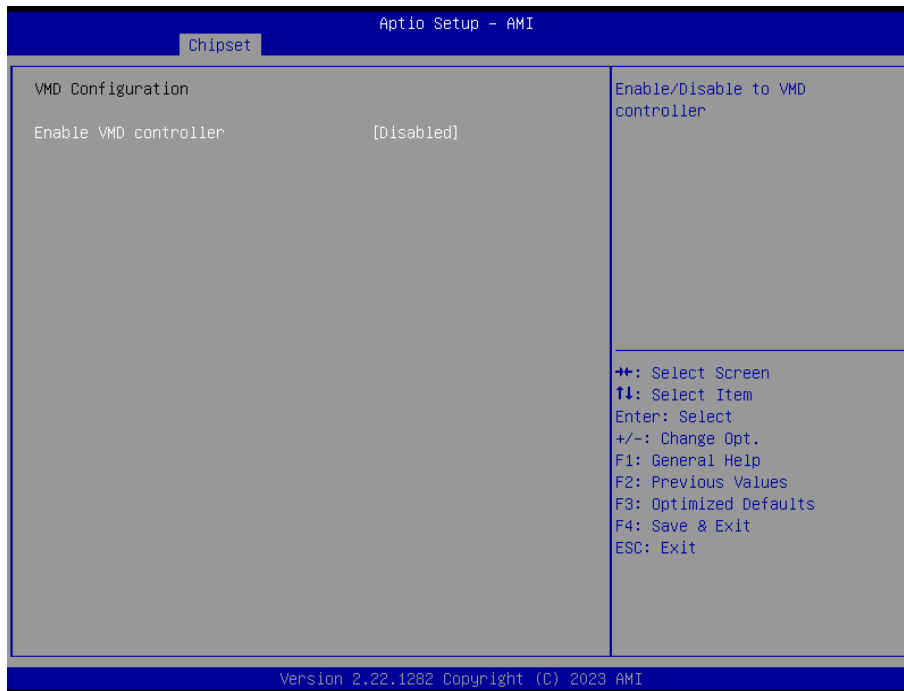 Aptio Setup – AMI
Chipset
VMD Configuration
Enable VMD controller [Disabled]
Enable/Disable to VMD
controller
→←: Select Screen
↑↓: Select Item
Enter: Select
+/-: Change Opt.
F1: General Help
F2: Previous Values
F3: Optimized Defaults
F4: Save & Exit
ESC: Exit
Version 2.22.1282 Copyright (C) 2023 AMI